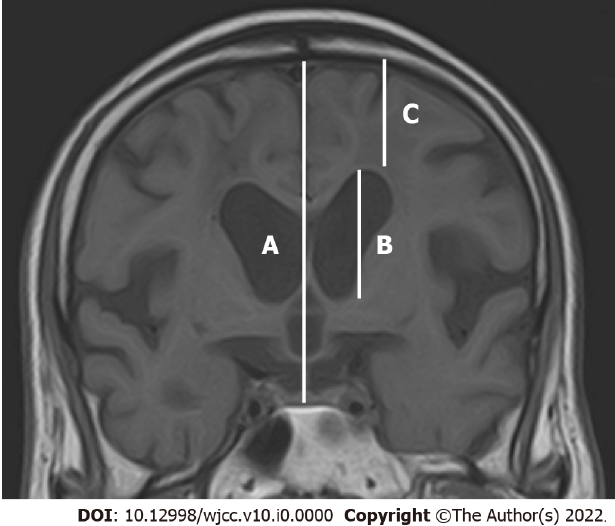 C
A
B
DOI: 10.12998/wjcc.v10.i0.0000 Copyright ©The Author(s) 2022.